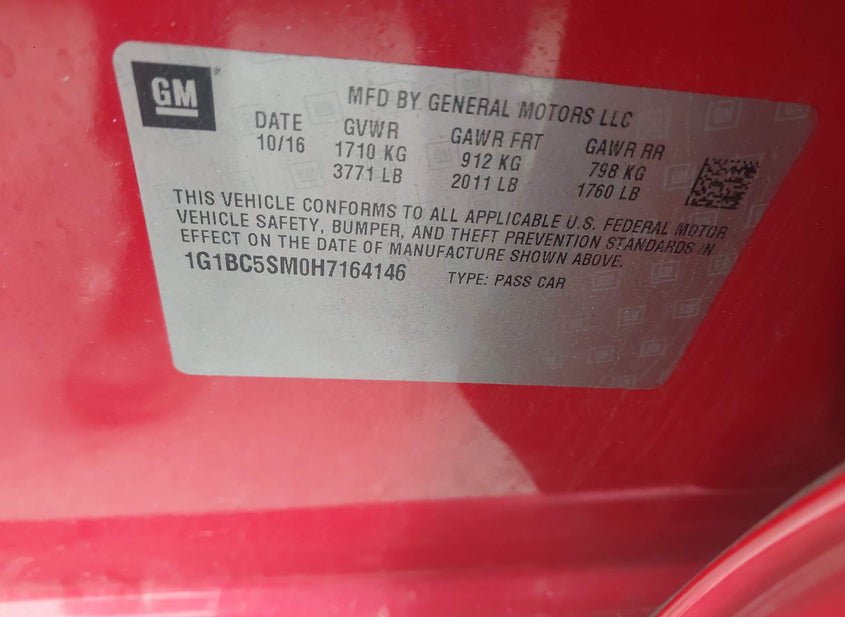 GM
MFD BY GENERAL MOTORS LLC
DATE GVWR GAWR FRT GAWR RR
10/16 1710 KG 912 KG 798 KG
3771 LB 2011 LB 1760 LB
THIS VEHICLE CONFORMS TO ALL APPLICABLE U.S. FEDERAL MOTOR
VEHICLE SAFETY, BUMPER, AND THEFT PREVENTION STANDARDS IN
EFFECT ON THE DATE OF MANUFACTURE SHOWN ABOVE.
1G1BC5SM0H7164146 TYPE: PASS CAR